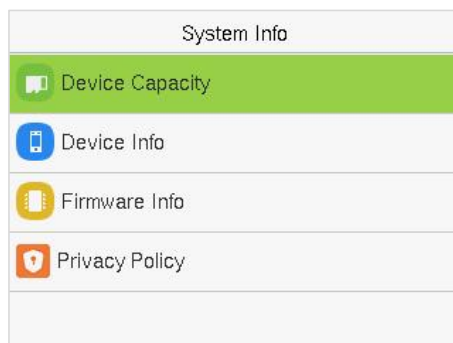 System Info
Device Capacity
Device Info
Firmware Info
Privacy Policy